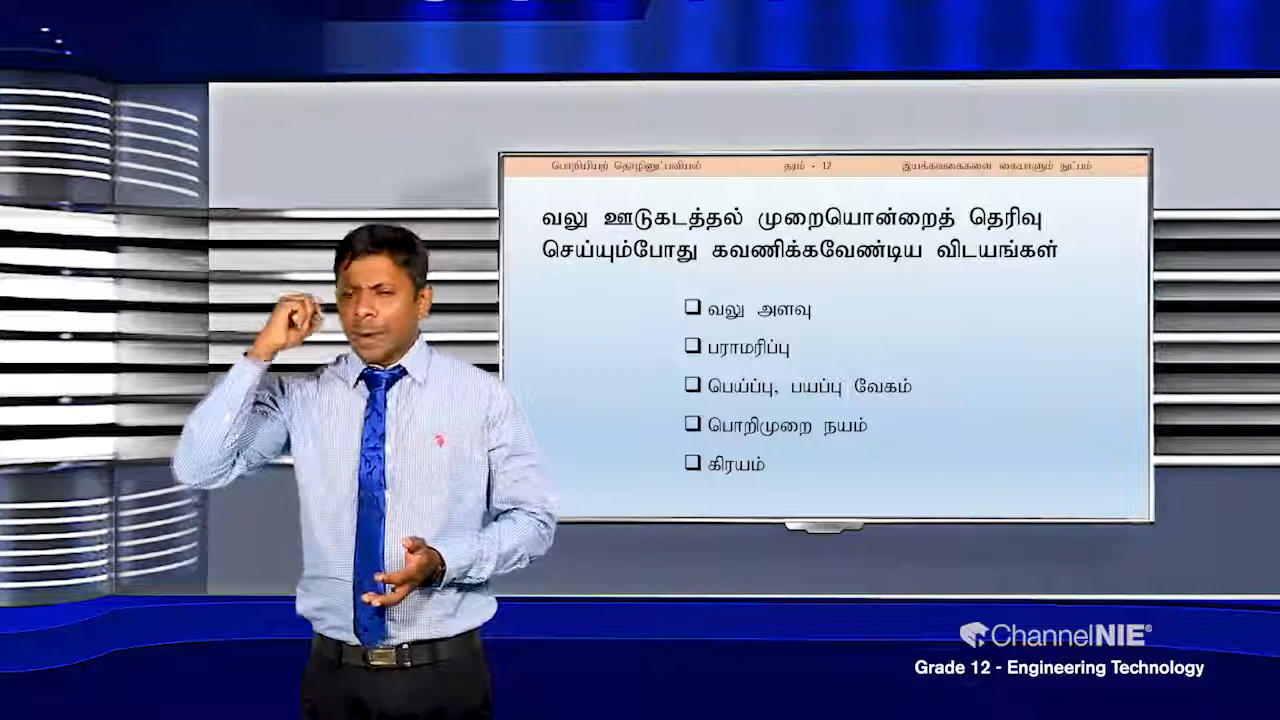 பொறியியற் தொழினுட்பவியல் தரம் - 12 இயக்கவகைகளை கையாளும் நுட்பம்
வலு ஊடுகடத்தல் முறையொன்றைத் தெரிவு
செய்யும்போது கவணிக்கவேண்டிய விடயங்கள்
வலு அளவு
பராமரிப்பு
பெய்ப்பு, பயப்பு வேகம்
பொறிமுறை நயம்
கிரயம்
ChannelNIE®
Grade 12 - Engineering Technology